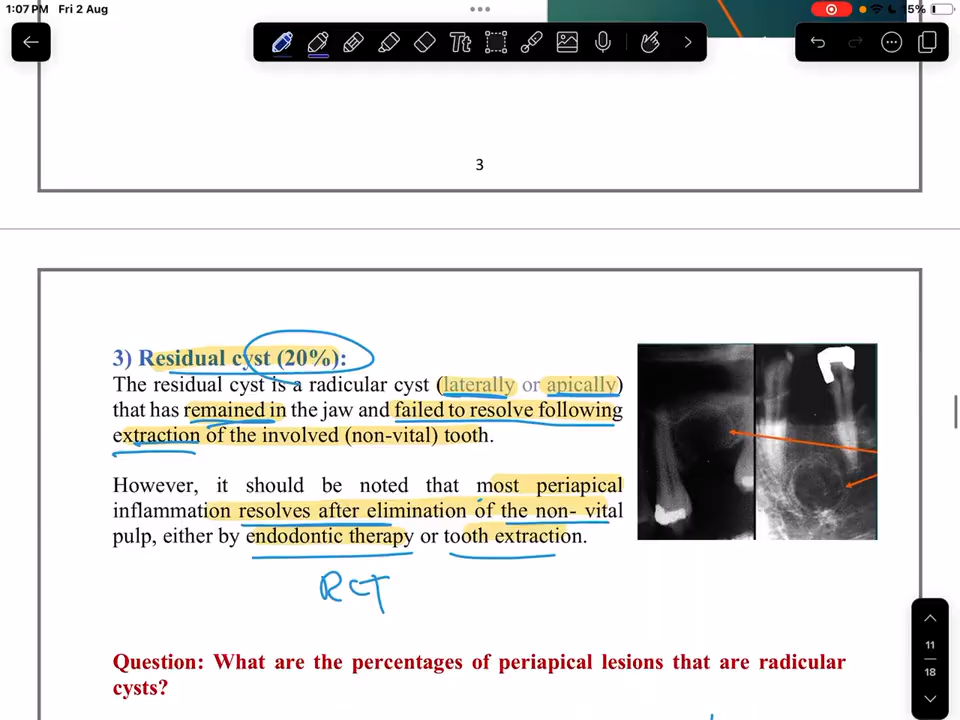 1:07 PM Fri 2 Aug
15%
Tt
3
3) Residual cyst (20%):
The residual cyst is a radicular cyst (laterally or apically)
that has remained in the jaw and failed to resolve following
extraction of the involved (non-vital) tooth.
However, it should be noted that most periapical
inflammation resolves after elimination of the non- vital
pulp, either by endodontic therapy or tooth extraction.
RCT
11
18
Question: What are the percentages of periapical lesions that are radicular
cysts?